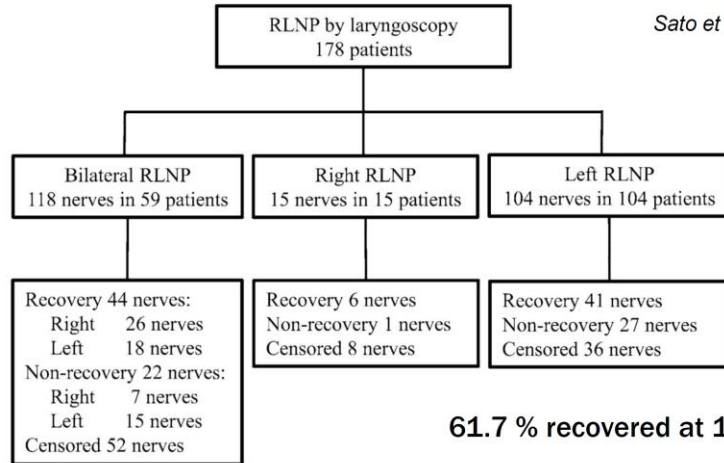 RLNP by laryngoscopy
178 patients
Sato et
Bilateral RLNP
118 nerves in 59 patients
Right RLNP
15 nerves in 15 patients
Left RLNP
104 nerves in 104 patients
Recovery 44 nerves:
Right 26 nerves
Left 18 nerves
Non-recovery 22 nerves:
Right 7 nerves
Left 15 nerves
Censored 52 nerves
Recovery 6 nerves
Non-recovery 1 nerves
Censored 8 nerves
Recovery 41 nerves
Non-recovery 27 nerves
Censored 36 nerves
61.7 % recovered at 1